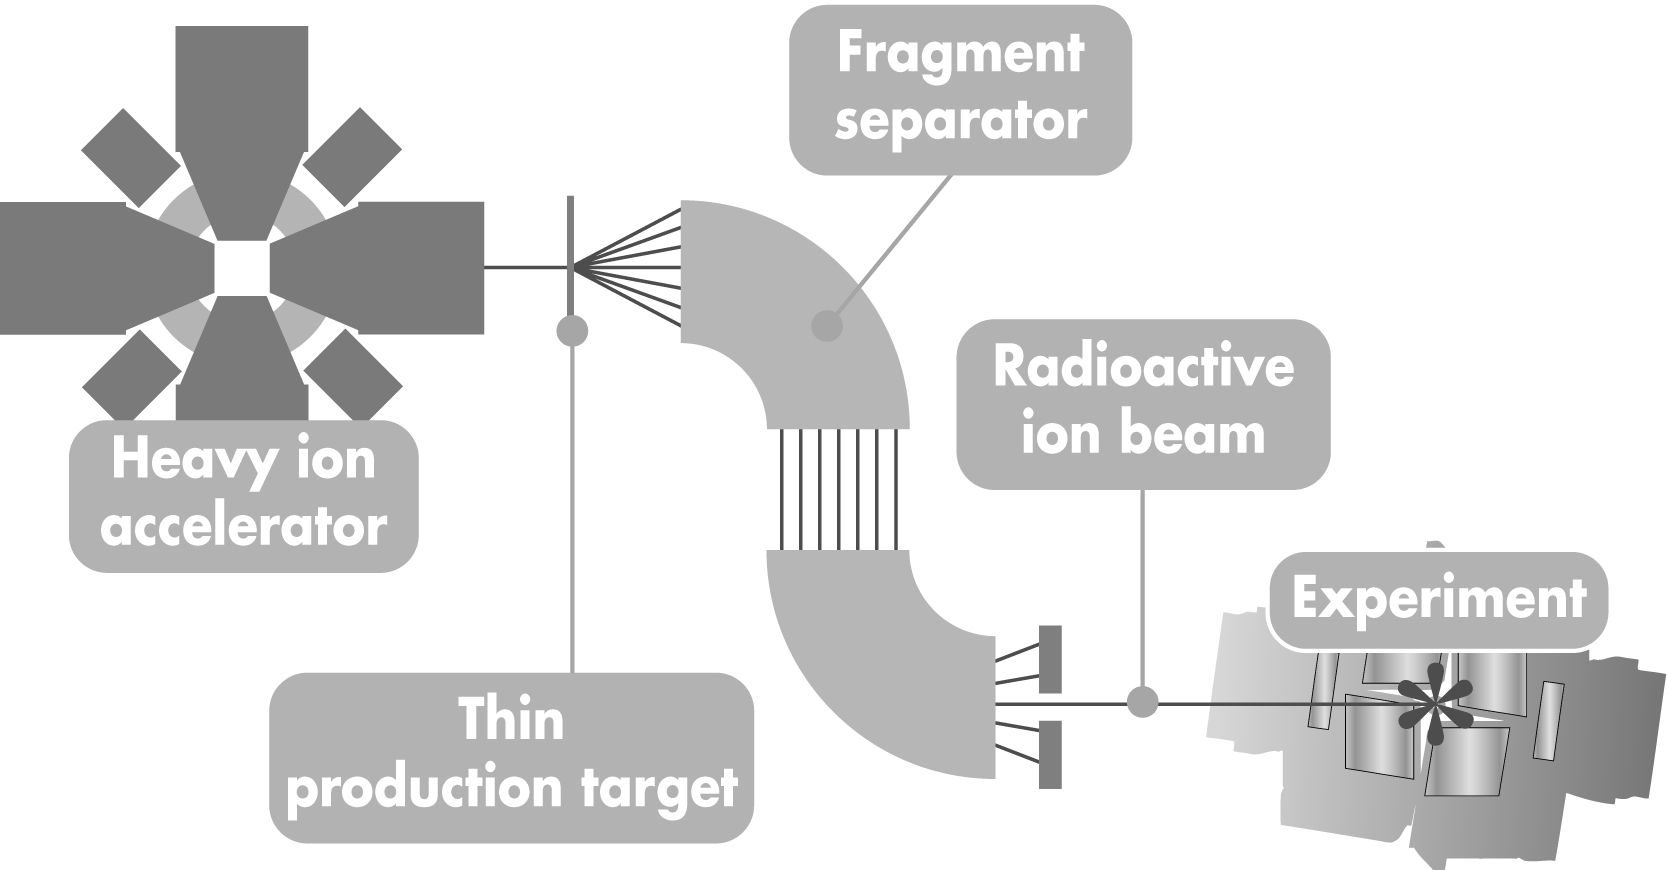 Fragment
separator
Radioactive
ion beam
Heavy ion
accelerator
Experiment
Thin
production target